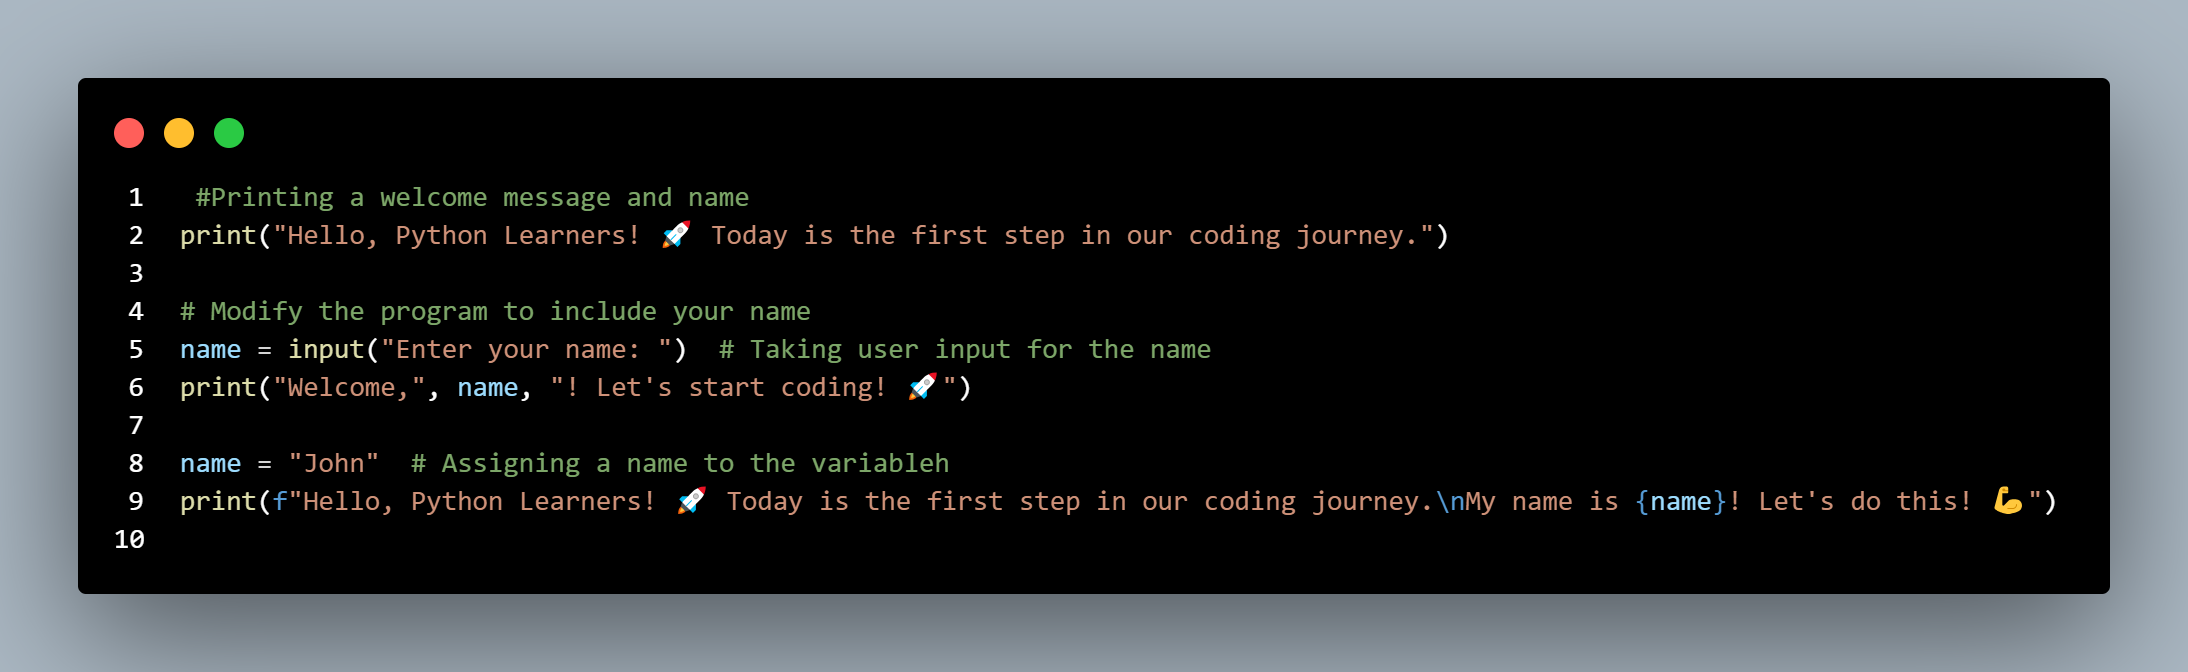 1 #Printing a welcome message and name
2 print("Hello, Python Learners! 🚀 Today is the first step in our coding journey.")
3
4 # Modify the program to include your name
5 name = input("Enter your name: ")  # Taking user input for the name
6 print("Welcome,", name, "! Let's start coding! 🚀")
7
8 name = "John"  # Assigning a name to the variableh
9 print(f"Hello, Python Learners! 🚀 Today is the first step in our coding journey.\nMy name is {name}! Let's do this! 💪")
10